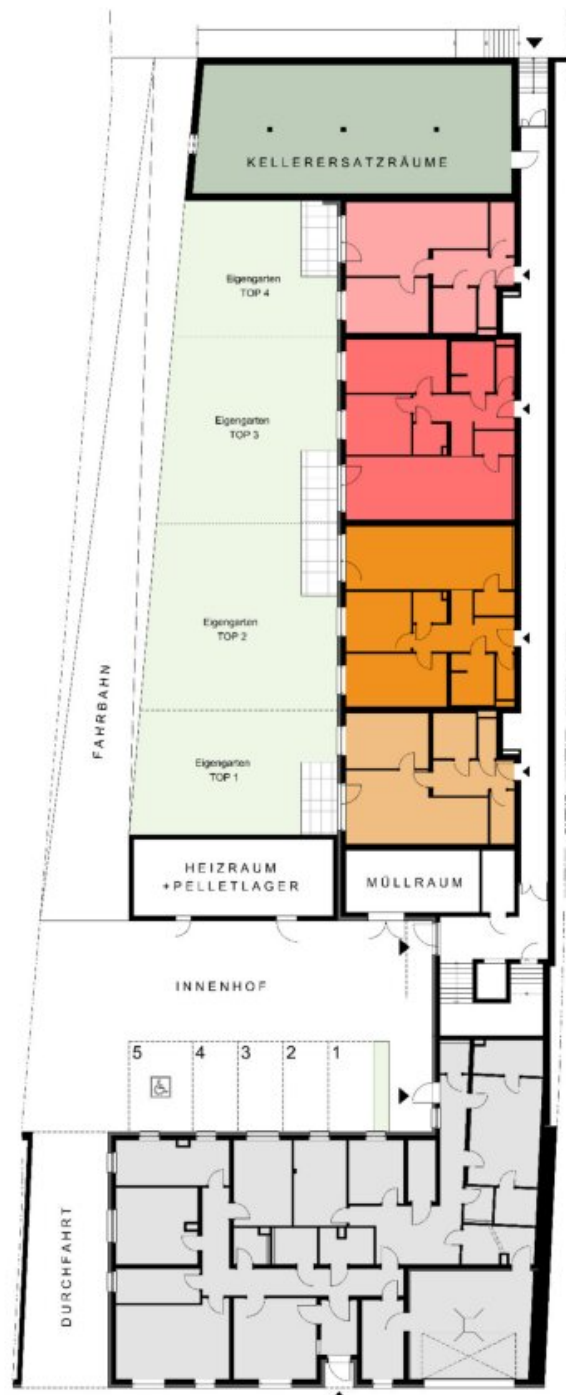 KELLERERSATZRÄUME
Eigengarten
TOP 4
Eigengarten
TOP 3
Eigengarten
TOP 2
FAHRBAHN
Eigengarten
TOP 1
HEIZRAUM
+PELLETLAGER
MÜLLRAUM
INNENHOF
5 4 3 2 1
DURCHFAHRT